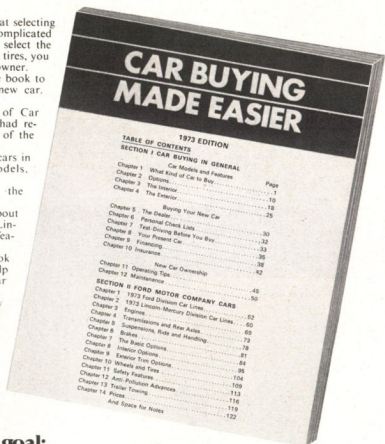 at selecting
omplicated
select the
tires, you
owner.
book to
new car.
of Car
had re-
of the
cars in
odels.
the
out
Lin-
ea-
ok
lp
r
goal:
CAR BUYING
MADE EASIER
1973 EDITION
TABLE OF CONTENTS
SECTION I CAR BUYING IN GENERAL
Car Models and Features
Page
Chapter 1 What Kind of Car to Buy 1
Chapter 2 Options 10
Chapter 3 The Interior 18
Chapter 4 The Exterior 25
Buying Your New Car
Chapter 5 The Dealer 30
Chapter 6 Personal Check Lists 32
Chapter 7 Test-Driving Before You Buy 33
Chapter 8 Your Present Car 35
Chapter 9 Financing 38
Chapter 10 Insurance 42
New Car Ownership
Chapter 11 Operating Tips 45
Chapter 12 Maintenance 50
SECTION II FORD MOTOR COMPANY CARS
Chapter 1 1973 Ford Division Car Lines 52
Chapter 2 1973 Lincoln-Mercury Division Car Lines 60
Chapter 3 Engines 69
Chapter 4 Transmissions and Rear Axles 73
Chapter 5 Suspensions, Ride and Handling 78
Chapter 6 Brakes 81
Chapter 7 The Basic Options 84
Chapter 8 Interior Options 96
Chapter 9 Exterior Trim Options 104
Chapter 10 Wheels and Tires 109
Chapter 11 Safety Features 113
Chapter 12 Anti-Pollution Advances 116
Chapter 13 Trailer Towing 119
Chapter 14 Prices 122
And Space for Notes